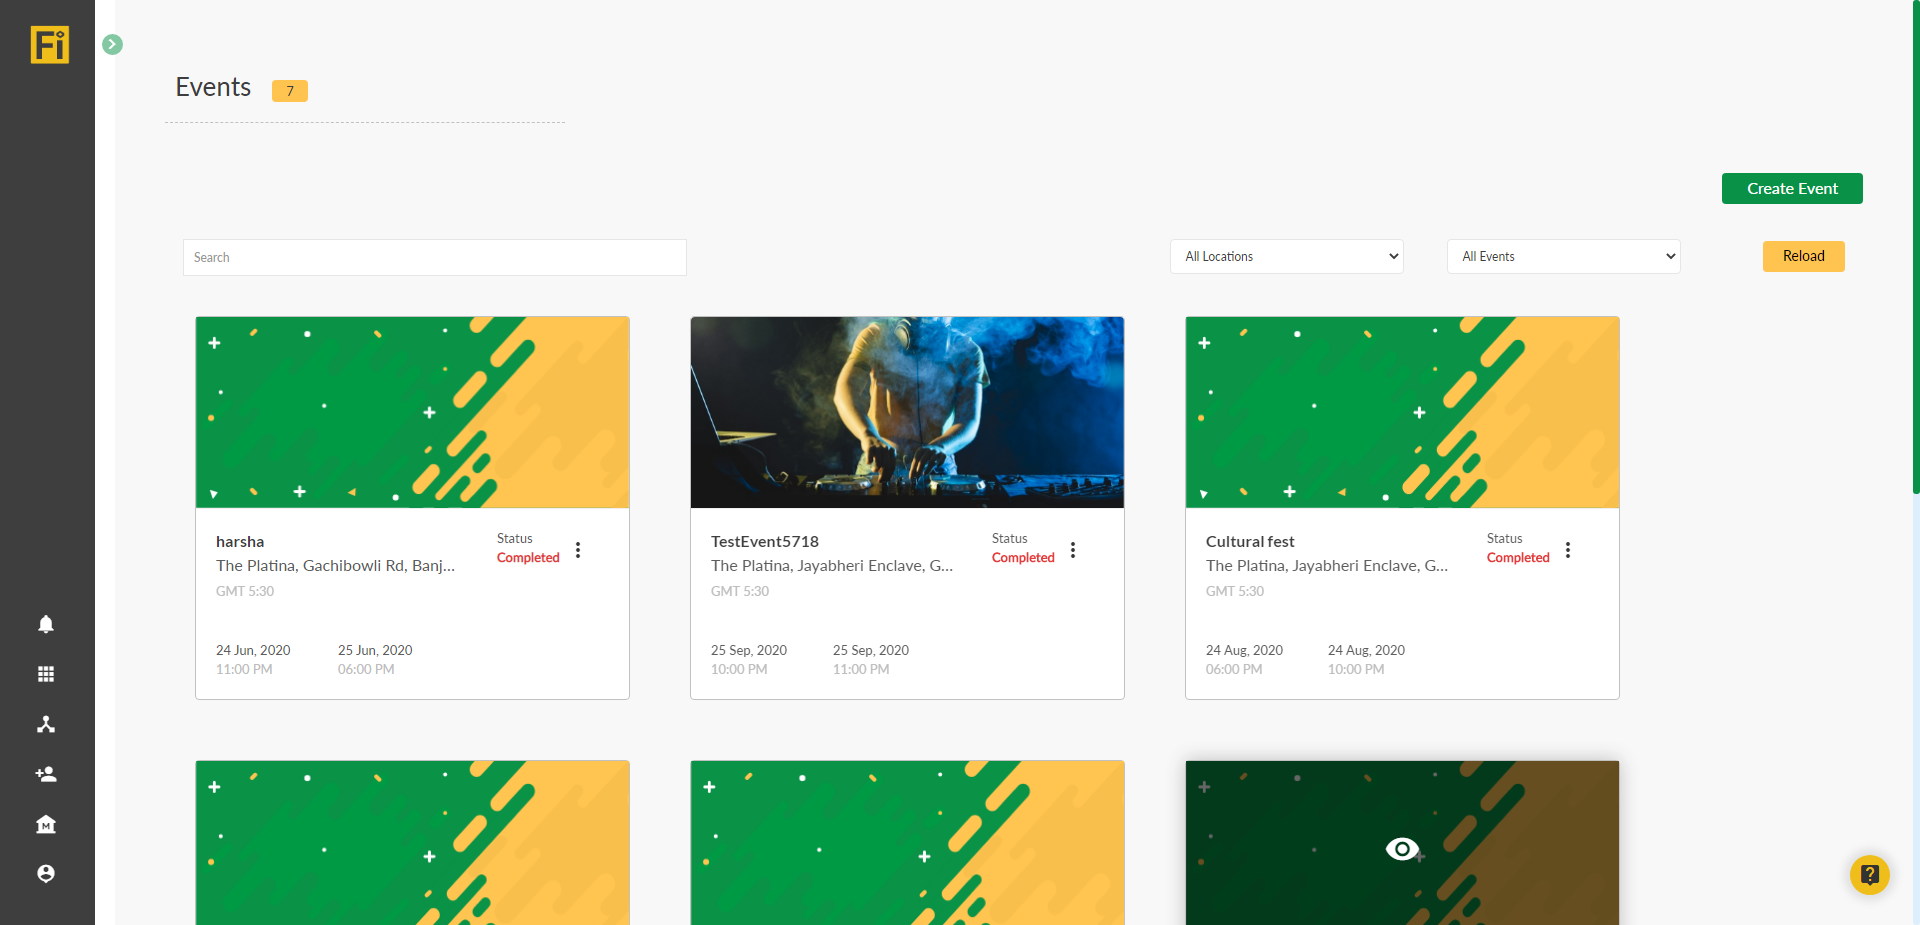 Fi
Events 7
Create Event
Search
All Locations
All Events
Reload
harsha
The Platina, Gachibowli Rd, Banj...
GMT 5:30
Status
Completed
24 Jun, 2020 25 Jun, 2020
11:00 PM 06:00 PM
TestEvent5718
The Platina, Jayabheri Enclave, G...
GMT 5:30
Status
Completed
25 Sep, 2020 25 Sep, 2020
10:00 PM 11:00 PM
Cultural fest
The Platina, Jayabheri Enclave, G...
GMT 5:30
Status
Completed
24 Aug, 2020 24 Aug, 2020
06:00 PM 10:00 PM
M
?